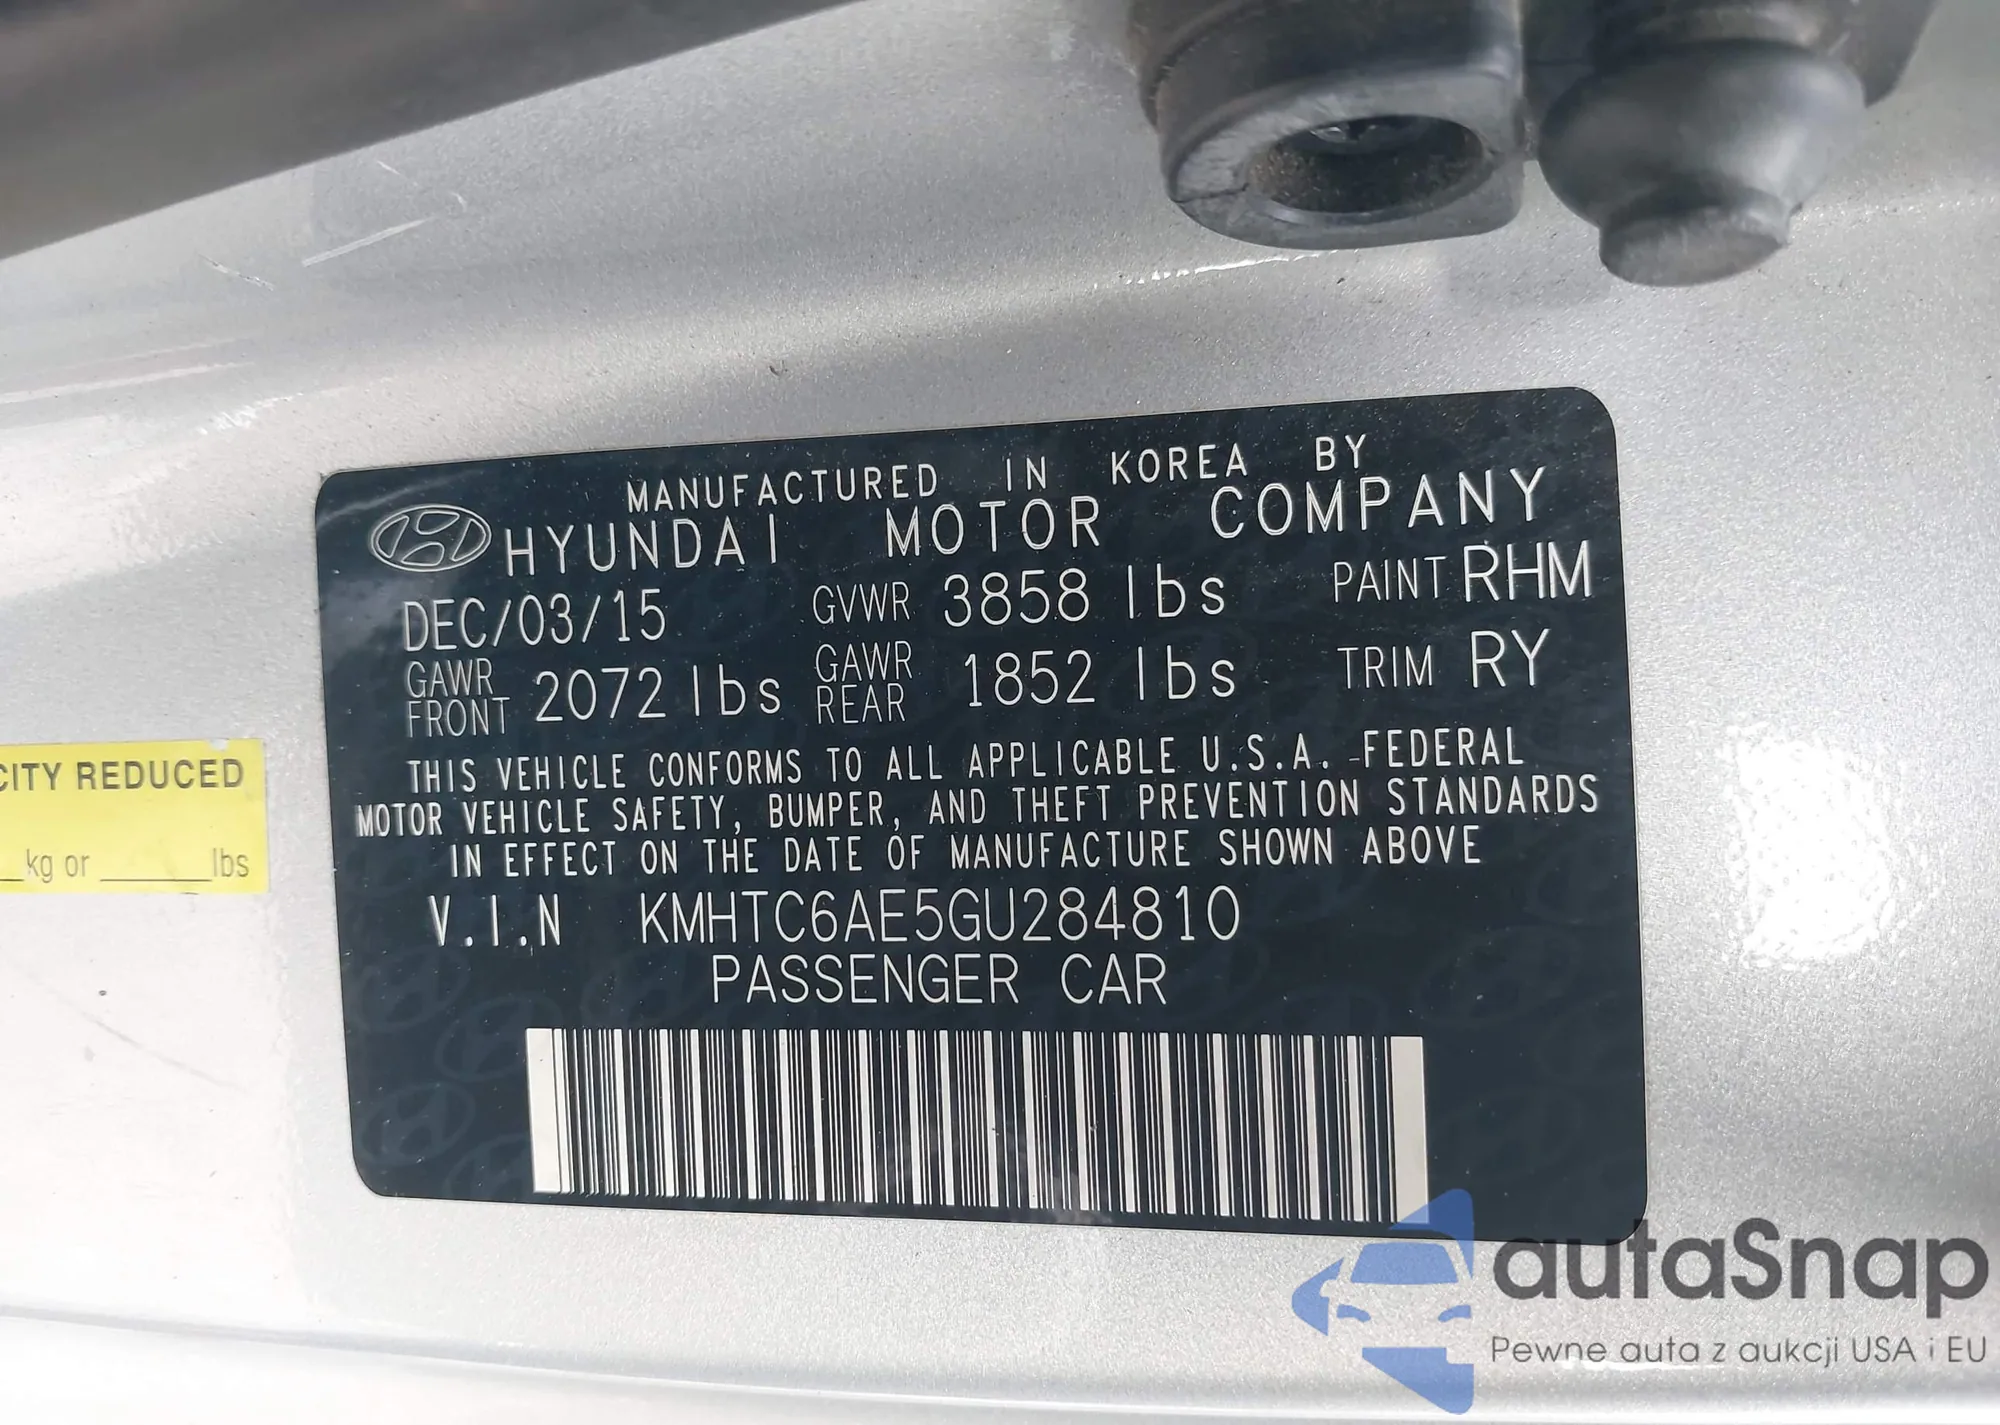 MANUFACTURED IN KOREA BY
HYUNDAI MOTOR COMPANY
DEC/03/15 GVWR 3858 lbs PAINT RHM
GAWR FRONT 2072 lbs GAWR REAR 1852 lbs TRIM RY
THIS VEHICLE CONFORMS TO ALL APPLICABLE U.S.A. FEDERAL
MOTOR VEHICLE SAFETY, BUMPER, AND THEFT PREVENTION STANDARDS
IN EFFECT ON THE DATE OF MANUFACTURE SHOWN ABOVE
V.I.N KMHTC6AE5GU284810
PASSENGER CAR
CITY REDUCED
kg or lbs
autaSnap
Pewne auta z aukcji USA i EU